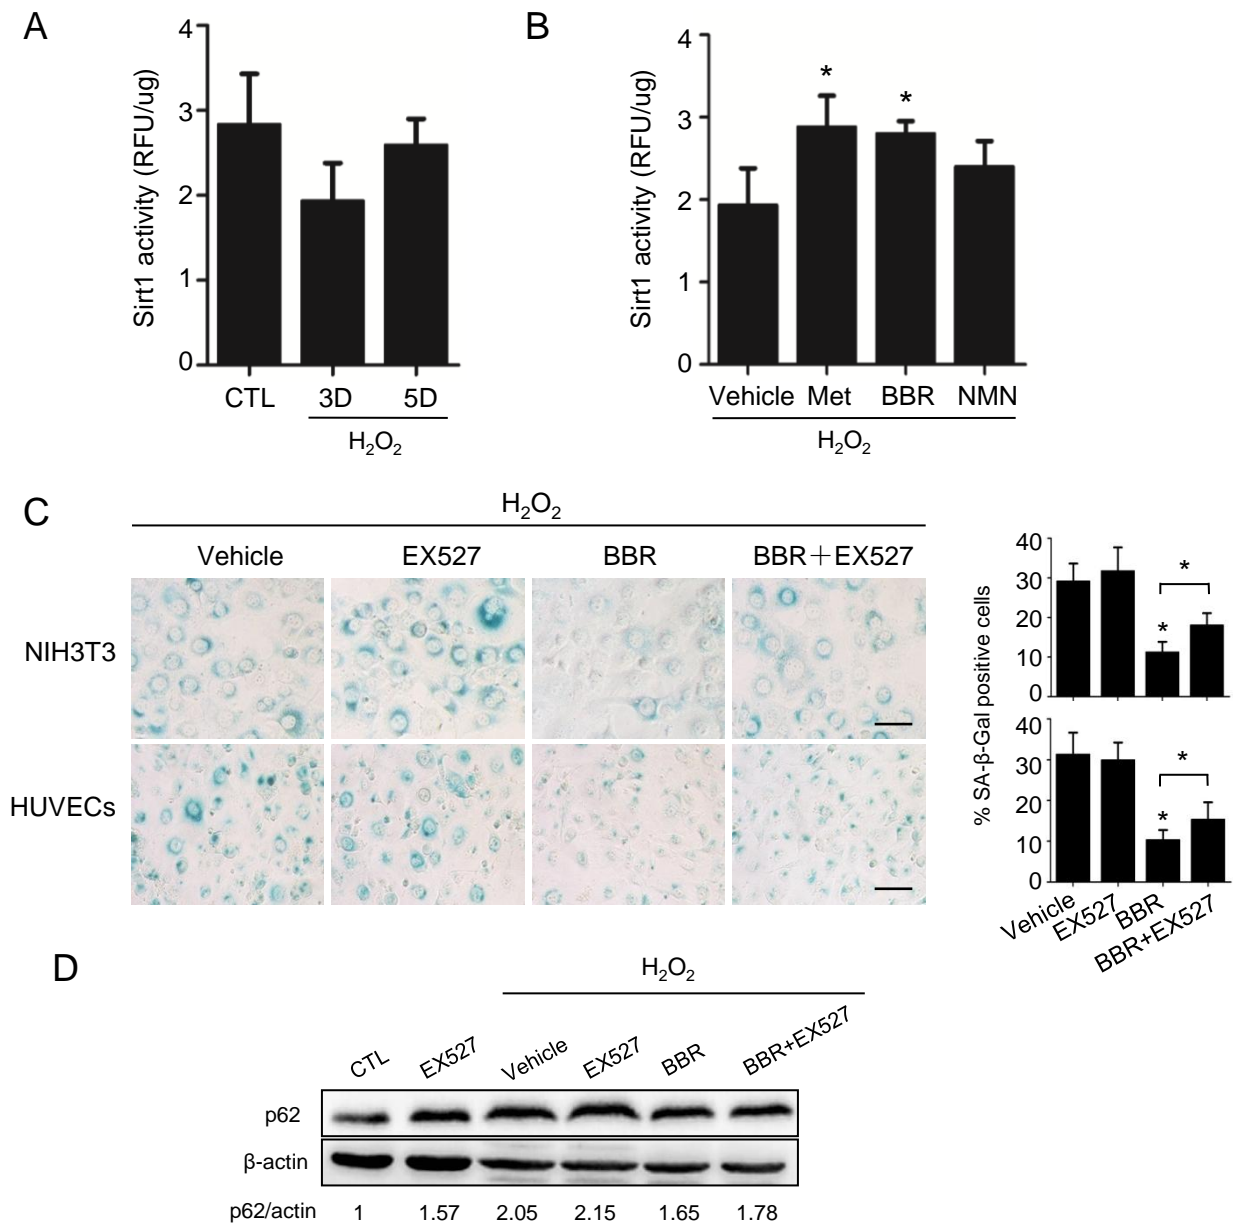 A
Sirt1 activity (RFU/ug)
4
3
2
1
0
CTL 3D 5D
H₂O₂
B
Sirt1 activity (RFU/ug)
4
3
2
1
0
*
*
Vehicle Met BBR NMN
H₂O₂
C
H₂O₂
Vehicle EX527 BBR BBR+EX527
NIH3T3
HUVECs
% SA-β-Gal positive cells
40
30
20
10
0
*
*
40
30
20
10
0
*
*
Vehicle
EX527
BBR
BBR+EX527
D
H₂O₂
CTL EX527 Vehicle EX527 BBR BBR+EX527
p62
β-actin
p62/actin 1 1.57 2.05 2.15 1.65 1.78